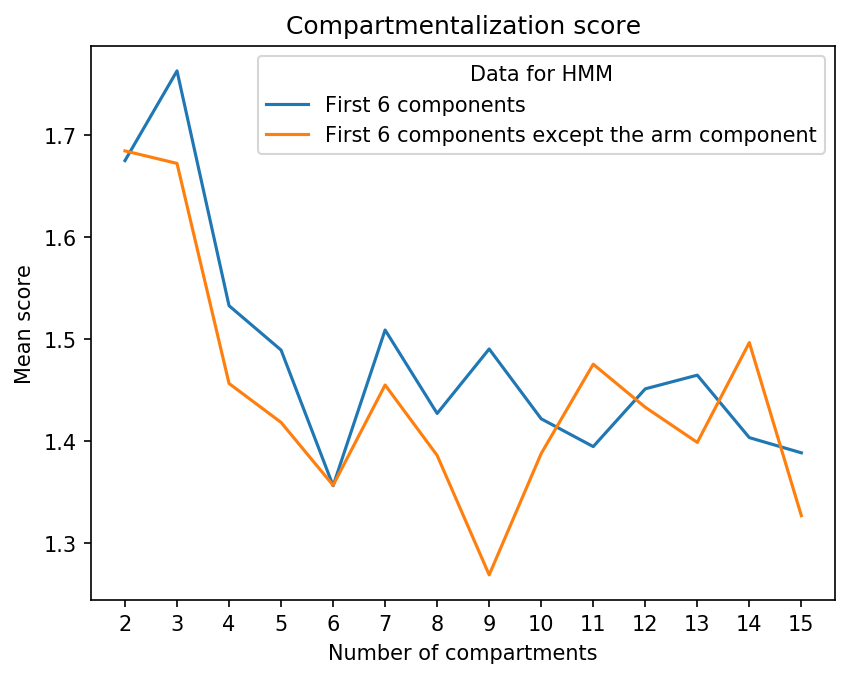 Compartmentalization score
Data for HMM
First 6 components
First 6 components except the arm component
Mean score
1.7
1.6
1.5
1.4
1.3
2 3 4 5 6 7 8 9 10 11 12 13 14 15
Number of compartments